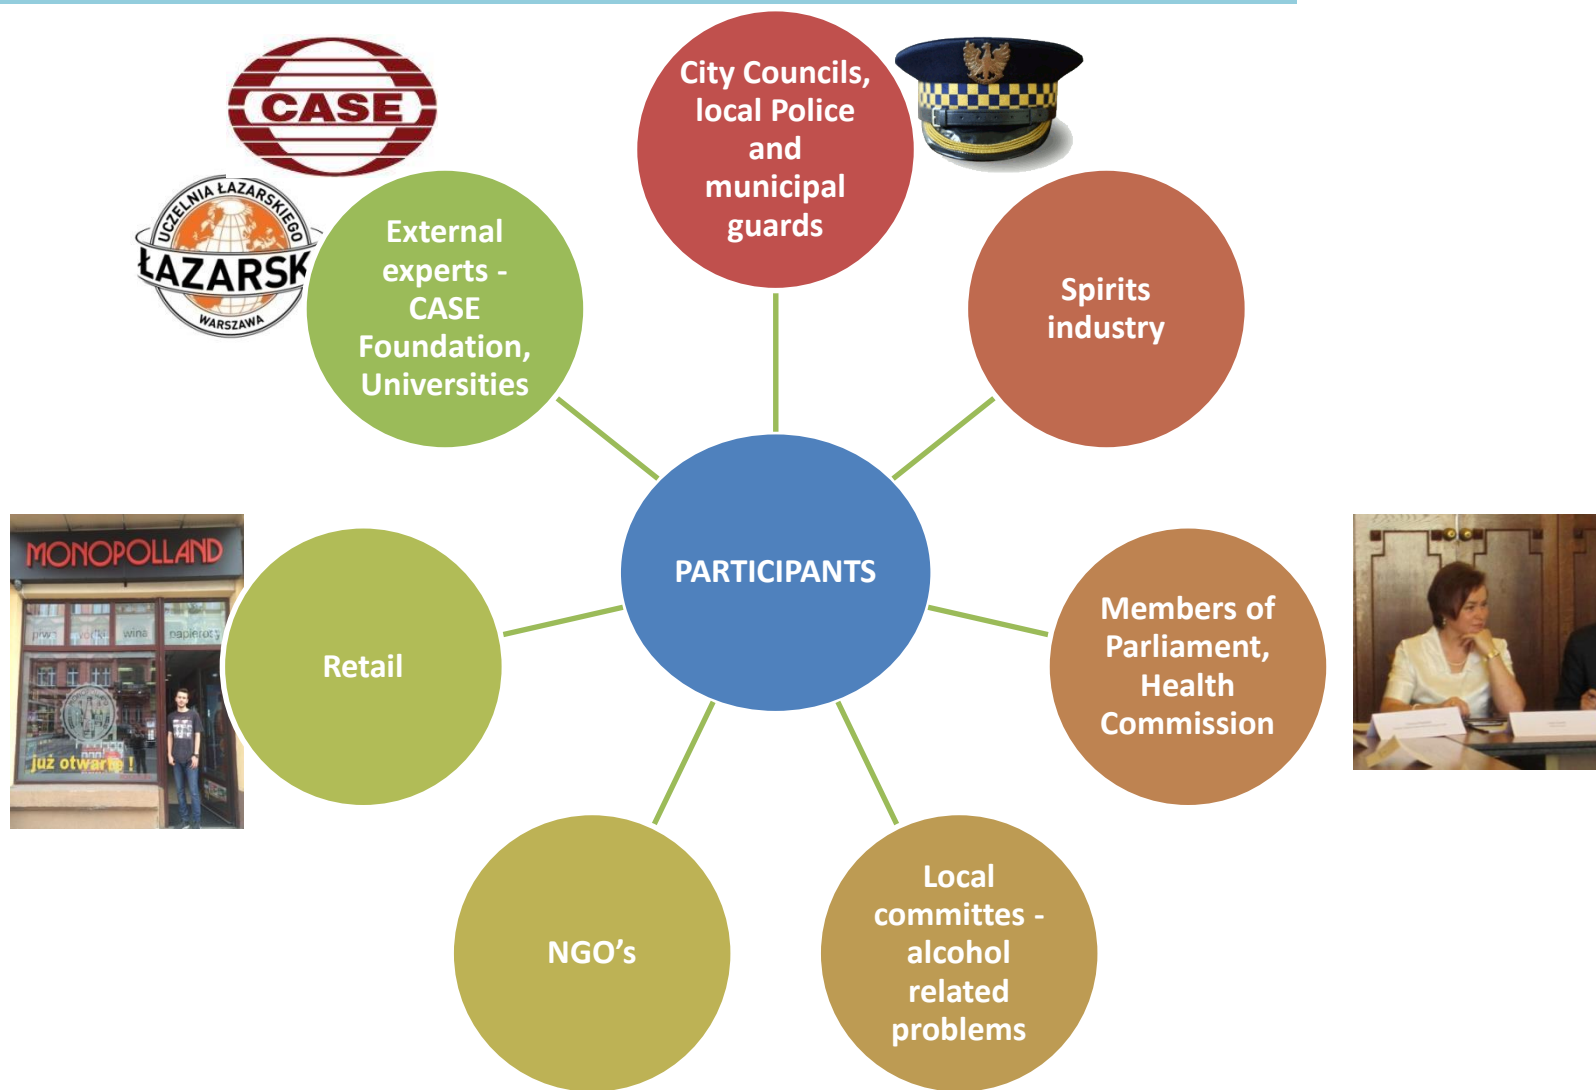 CASE
UCZELNIA ŁAZARSKIEGO
ŁAZARSK
WARSZAWA
City Councils,
local Police
and
municipal
guards
External
experts -
CASE
Foundation,
Universities
Spirits
industry
PARTICIPANTS
MONOPOLLAND
wina
papierosy
już otwarte !
Retail
Members of
Parliament,
Health
Commission
NGO’s
Local
committes -
alcohol
related
problems